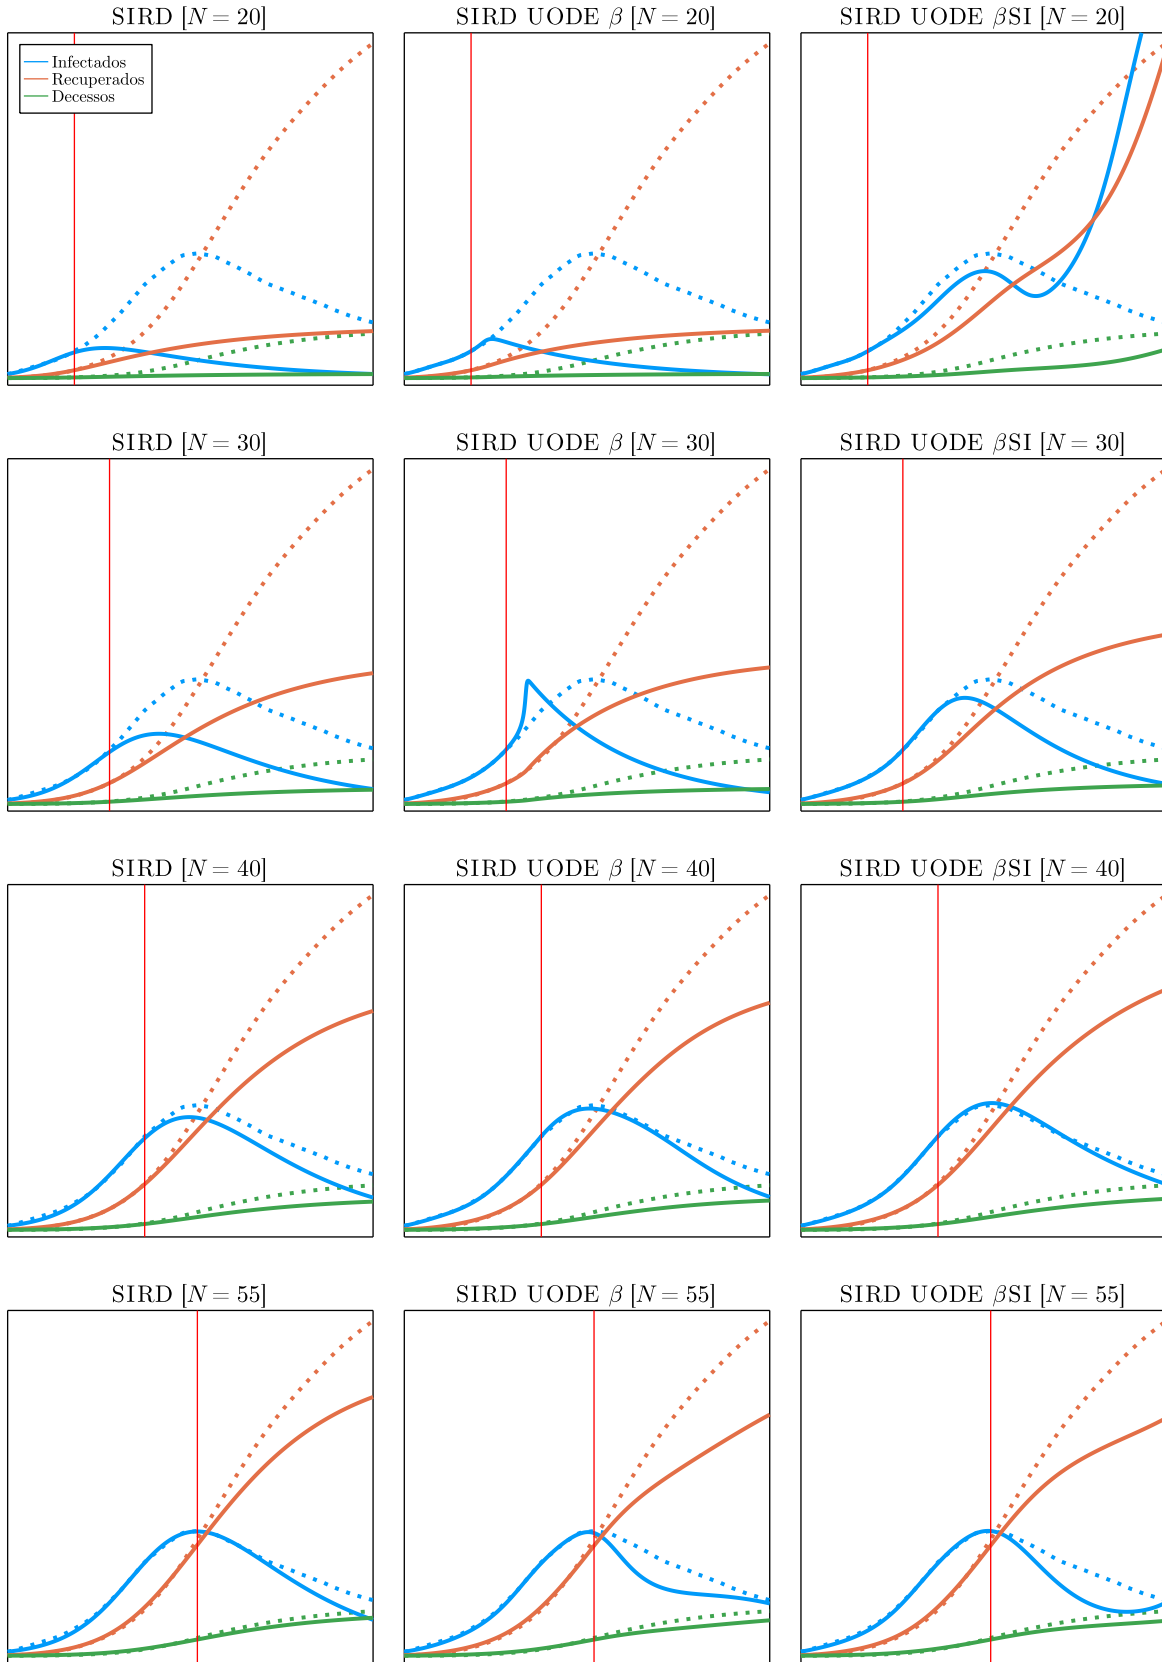 SIRD [N = 20]
SIRD UODE β [N = 20]
SIRD UODE βSI [N = 20]
Infectados
Recuperados
Decessos
SIRD [N = 30]
SIRD UODE β [N = 30]
SIRD UODE βSI [N = 30]
SIRD [N = 40]
SIRD UODE β [N = 40]
SIRD UODE βSI [N = 40]
SIRD [N = 55]
SIRD UODE β [N = 55]
SIRD UODE βSI [N = 55]